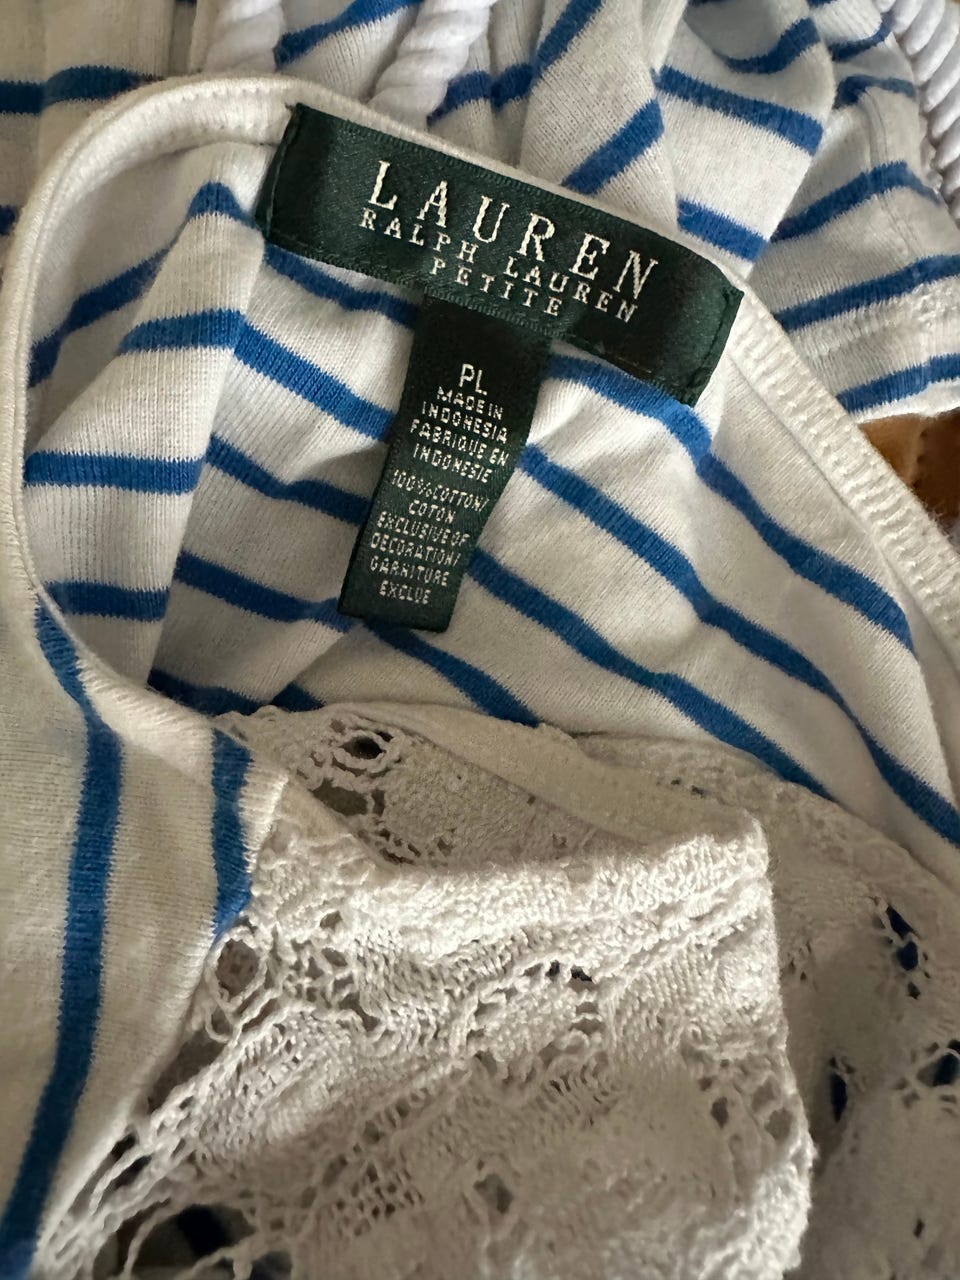 LAUREN
RALPH LAUREN
PETITE
PL
MADE IN
INDONESIA
FABRIQUE EN
INDONESIE
100% COTTON/
COTON
EXCLUSIVE OF
DECORATION/
GARNITURE
EXCLUE